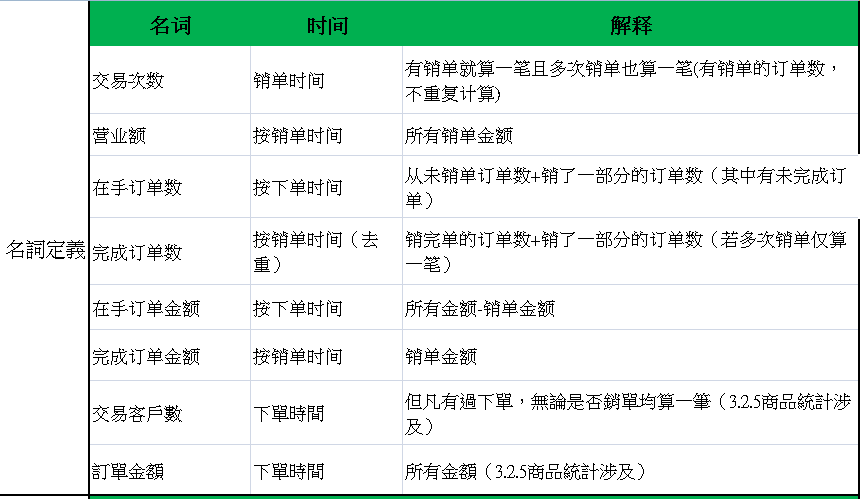 名词 时间 解释
交易次数 销单时间 有销单就算一笔且多次销单也算一笔(有销单的订单数，
不重复计算)
营业额 按销单时间 所有销单金额
在手订单数 按下单时间 从未销单订单数+销了一部分的订单数（其中有未完成订
单）
名詞定義
完成订单数 按销单时间（去
重） 销完单的订单数+销了一部分的订单数（若多次销单仅算
一笔）
在手订单金额 按下单时间 所有金额-销单金额
完成订单金额 按销单时间 销单金额
交易客戶數 下單時間 但凡有過下單，無論是否銷單均算一筆（3.2.5商品統計涉
及）
訂單金額 下單時間 所有金額（3.2.5商品統計涉及）